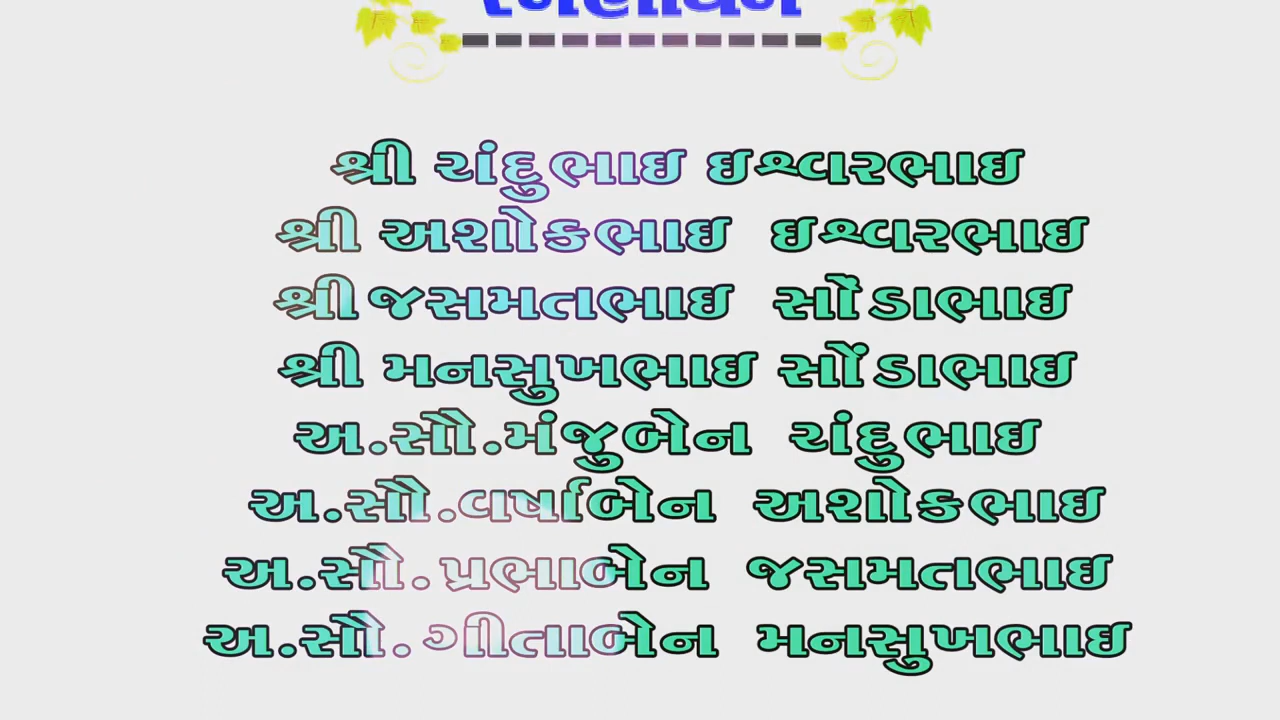 શ્રી ચંદુભાઇ ઇશ્વરભાઇ
શ્રી અશોકભાઇ ઇશ્વરભાઇ
શ્રી જસમતભાઇ સોંડાભાઇ
શ્રી મનસુખભાઇ સોંડાભાઇ
અ.સૌ.મંજુબેન ચંદુભાઇ
અ.સૌ.વર્ષાબેન અશોકભાઇ
અ.સૌ.પ્રભાબેન જસમતભાઇ
અ.સૌ.ગીતાબેન મનસુખભાઇ